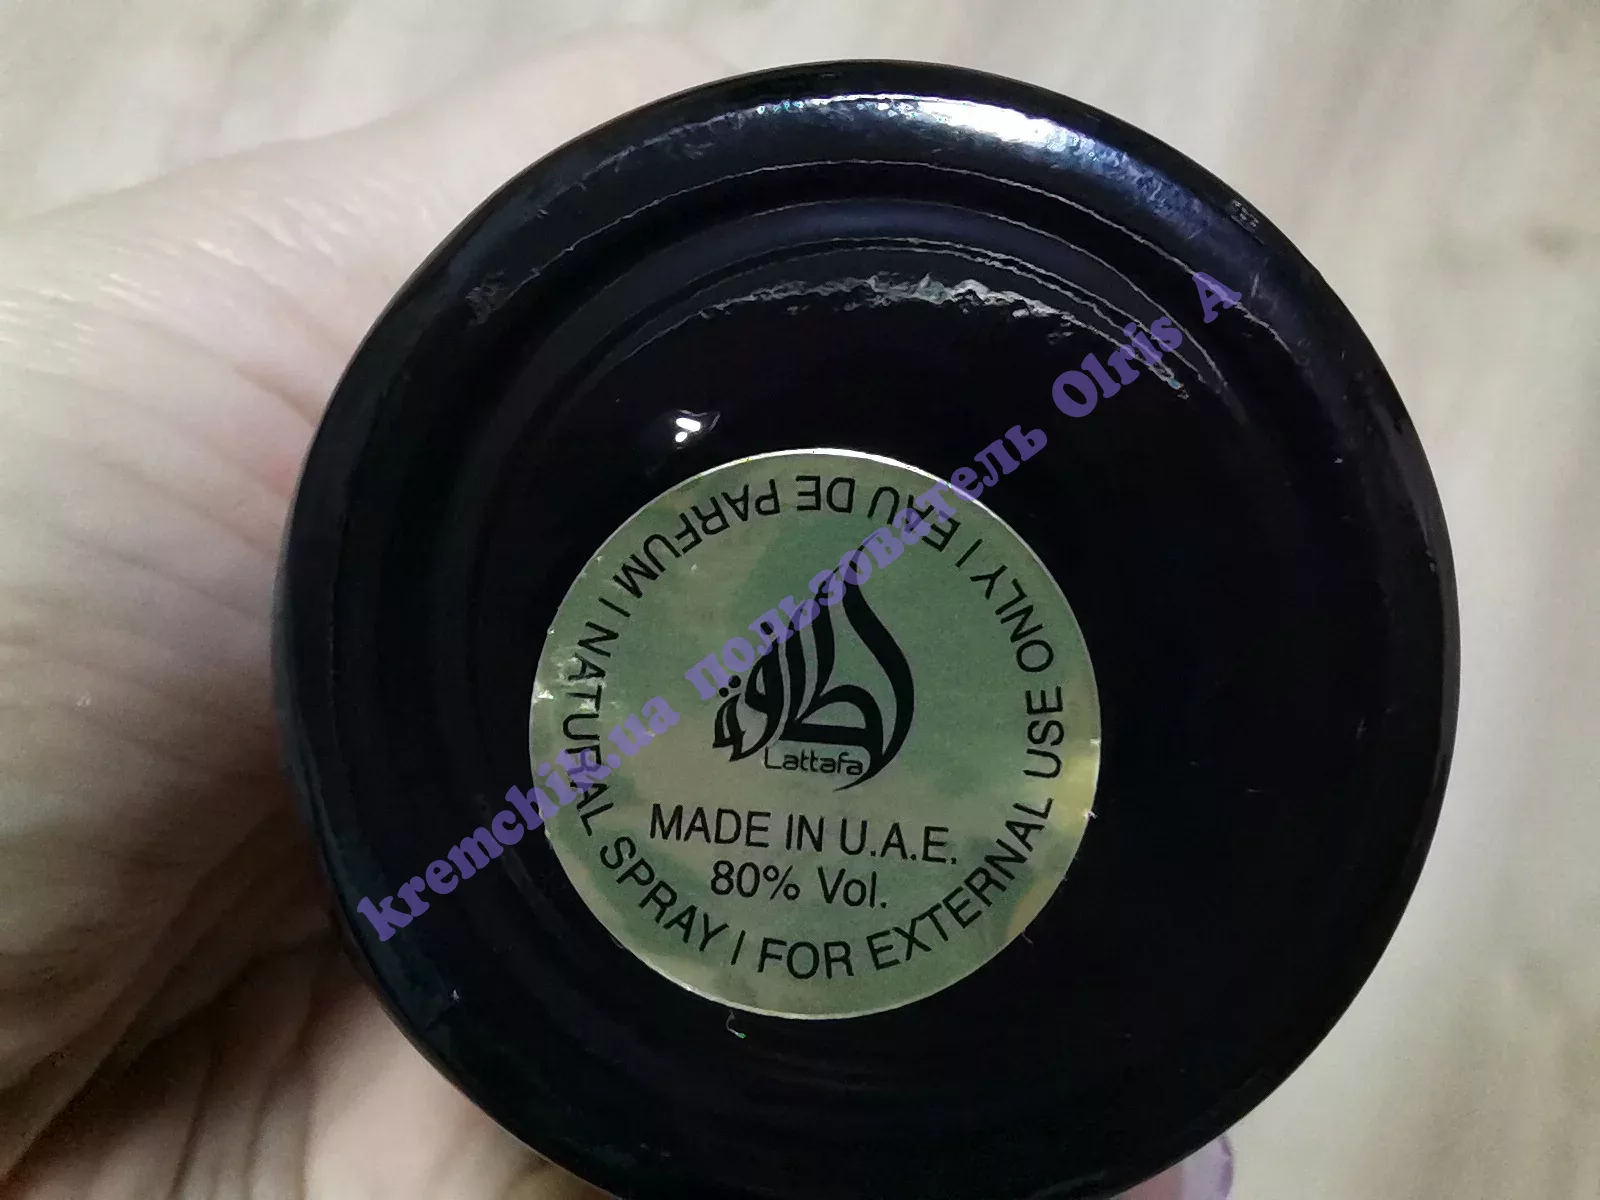 EAU DE PARFUM / NATURAL SPRAY / FOR EXTERNAL USE ONLY /
لطافة
Lattafa
MADE IN U.A.E.
80% Vol.
kremchik.ua пользователь Olris A